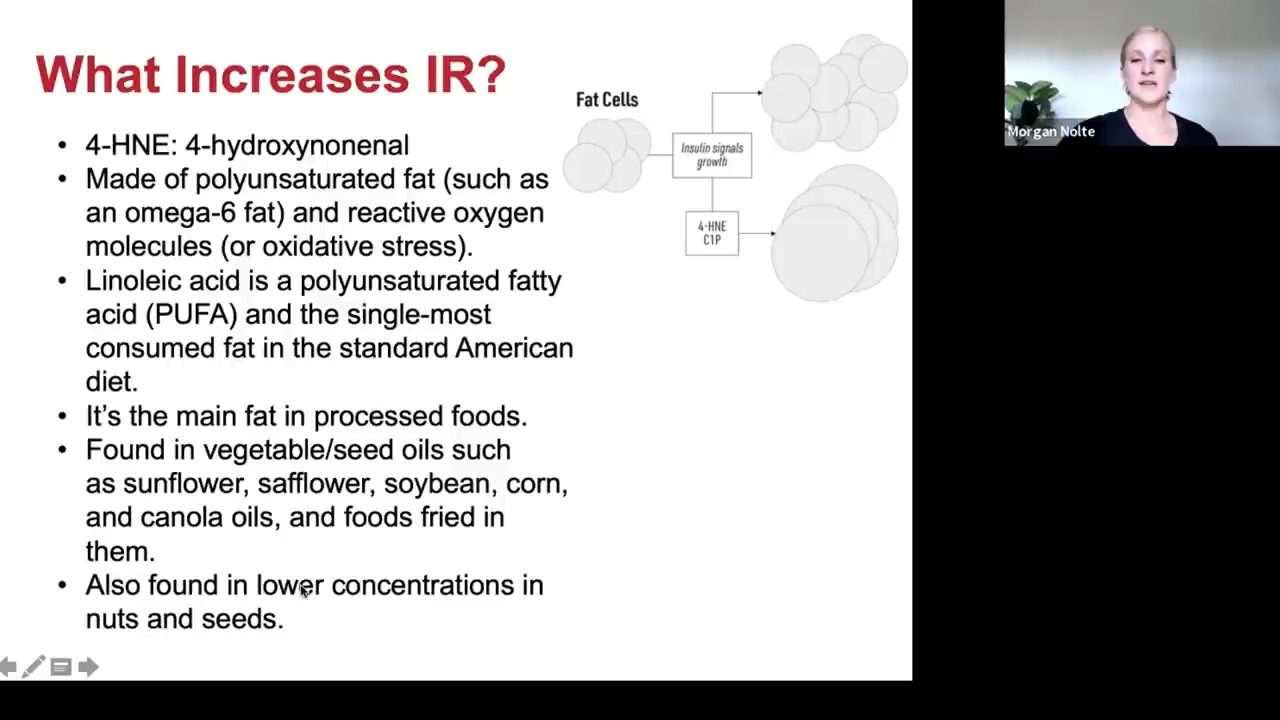 What Increases IR?
• 4-HNE: 4-hydroxynonenal
• Made of polyunsaturated fat (such as
an omega-6 fat) and reactive oxygen
molecules (or oxidative stress).
• Linoleic acid is a polyunsaturated fatty
acid (PUFA) and the single-most
consumed fat in the standard American
diet.
• It's the main fat in processed foods.
• Found in vegetable/seed oils such
as sunflower, safflower, soybean, corn,
and canola oils, and foods fried in
them.
• Also found in lower concentrations in
nuts and seeds.
Fat Cells
Insulin signals
growth
4-HNE
C1P
Morgan Nolte